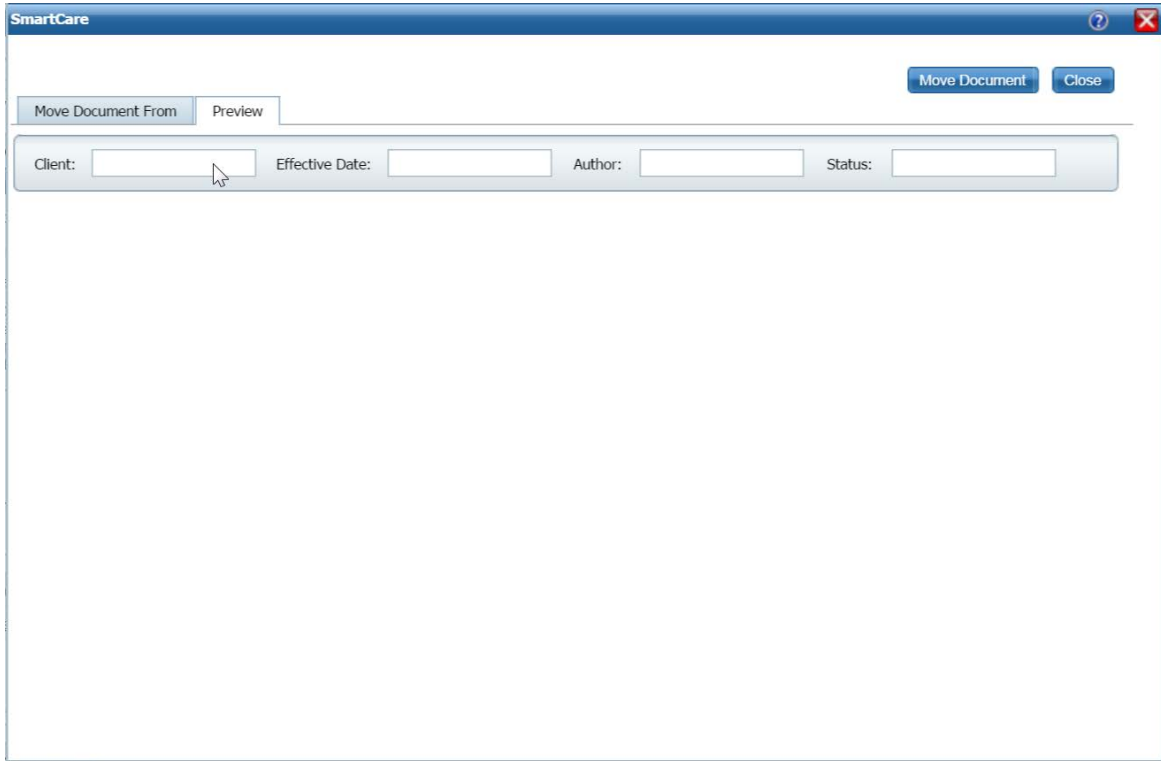 SmartCare
Move Document Close
Move Document From Preview
Client: Effective Date: Author: Status: